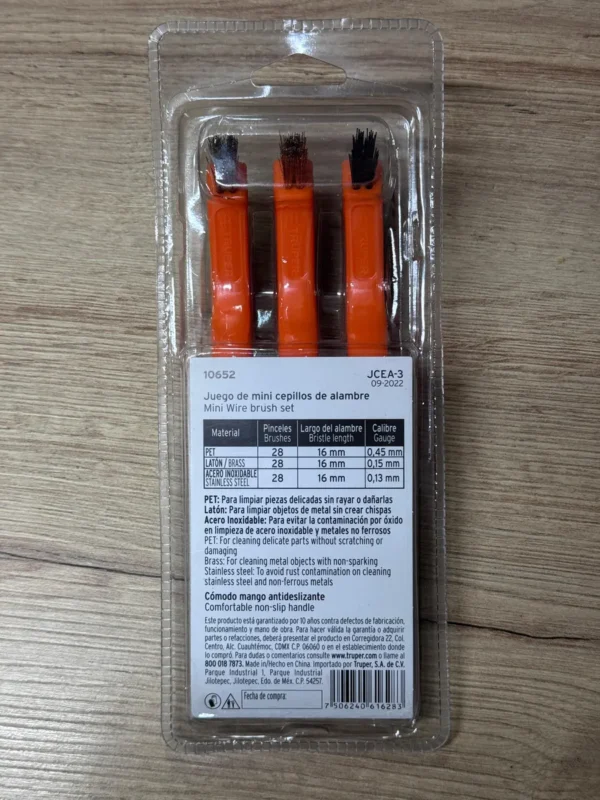 10652
JCEA-3
09-2022
Juego de mini cepillos de alambre
Mini Wire brush set
Material Pinceles Brushes Largo del alambre Bristle length Calibre Gauge
PET 28 16 mm 0,45 mm
LATÓN / BRASS 28 16 mm 0,15 mm
ACERO INOXIDABLE STAINLESS STEEL 28 16 mm 0,13 mm
PET: Para limpiar piezas delicadas sin rayar o dañarlas
Latón: Para limpiar objetos de metal sin crear chispas
Acero Inoxidable: Para evitar la contaminación por óxido
en limpieza de acero inoxidable y metales no ferrosos
PET: For cleaning delicate parts without scratching or
damaging
Brass: For cleaning metal objects with non-sparking
Stainless steel: To avoid rust contamination on cleaning
stainless steel and non-ferrous metals
Cómodo mango antideslizante
Comfortable non-slip handle
Este producto está garantizado por 10 años contra defectos de fabricación,
funcionamiento y mano de obra. Para hacer válida la garantía o adquirir
partes o refacciones, deberá presentar el producto en Corregidora 22, Col.
Centro, Alc. Cuauhtémoc, CDMX C.P. 06060 o en el establecimiento donde
lo compró. Para dudas o comentarios consulte www.truper.com o llame al
800 018 7873. Made in/Hecho en China. Importado por Truper, S.A. de C.V.
Parque Industrial 1, Parque Industrial
Jilotepec, Jilotepec, Edo. de Méx. C.P. 54257.
Fecha de compra:
7 506240 616283